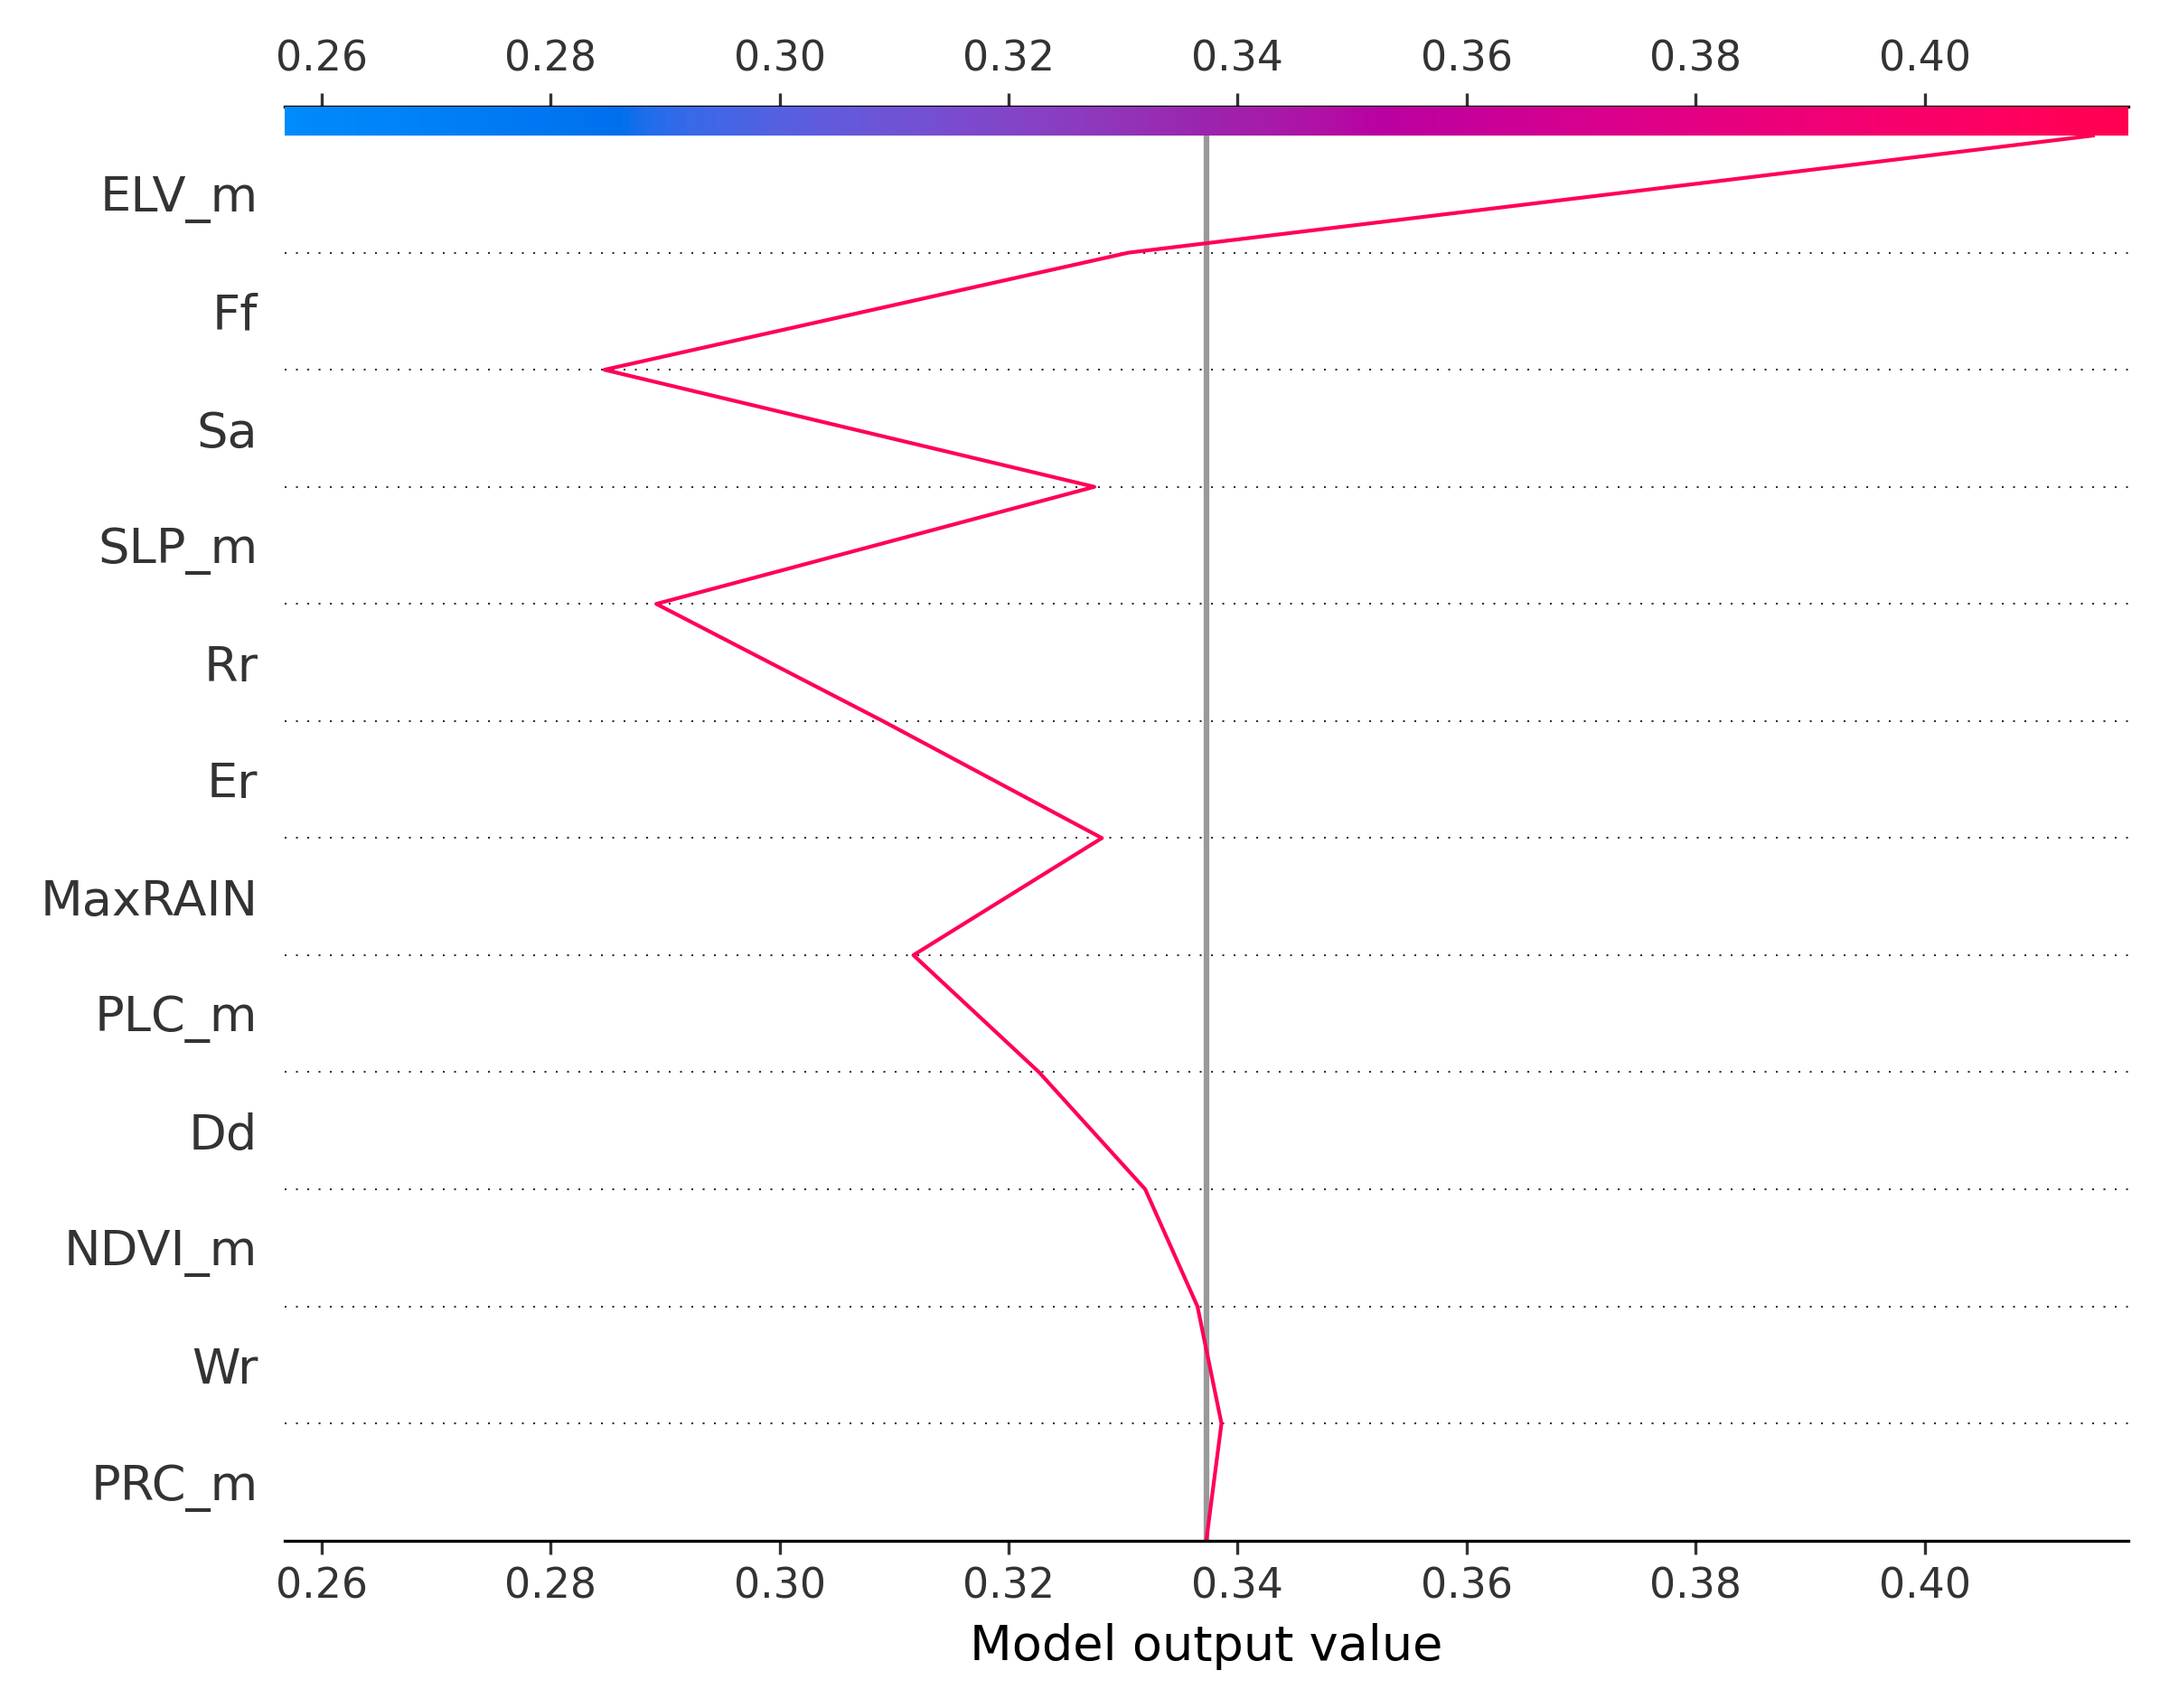 0.26 0.28 0.30 0.32 0.34 0.36 0.38 0.40
ELV_m
Ff
Sa
SLP_m
Rr
Er
MaxRAIN
PLC_m
Dd
NDVI_m
Wr
PRC_m
0.26 0.28 0.30 0.32 0.34 0.36 0.38 0.40
Model output value